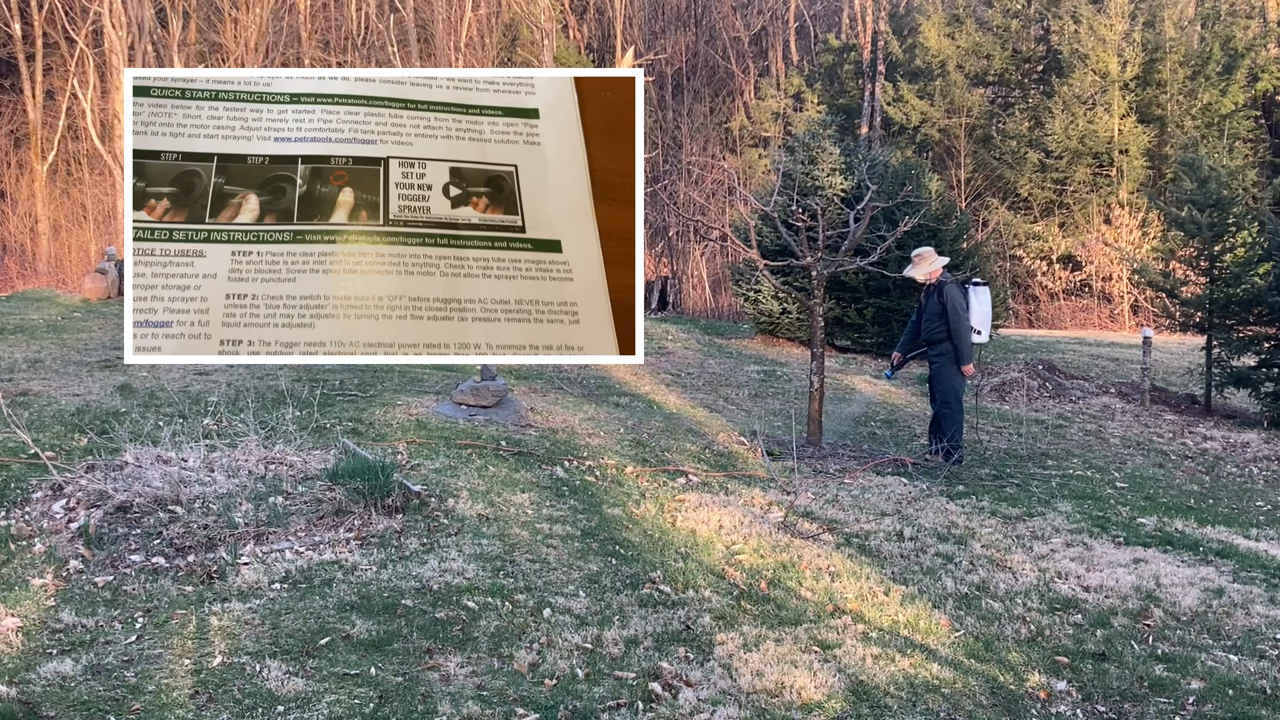 ased your sprayer – it means a lot to us!
QUICK START INSTRUCTIONS – Visit www.Petratools.com/fogger for full instructions and videos.
the video below for the fastest way to get started. Place clear plastic tube coming from the motor into open "Pipe
tor" (NOTE*: Short, clear tubing will merely rest in Pipe Connector and does not attach to anything). Screw the pipe
or tight onto the motor casing. Adjust straps to fit comfortably. Fill tank partially or entirely with the desired solution. Make
tank lid is tight and start spraying! Visit www.petratools.com/fogger for videos.
STEP 1 STEP 2 STEP 3
HOW TO
SET UP
YOUR NEW
FOGGER/
SPRAYER
TAILED SETUP INSTRUCTIONS! – Visit www.Petratools.com/fogger for full instructions and videos.
OTICE TO USERS:
shipping/transit,
use, temperature and
proper storage or
use this sprayer to
rrectly. Please visit
m/fogger for a full
s or to reach out to
issues.
STEP 1: Place the clear plastic tube from the motor into the open black spray tube (see images above).
The short tube is an air inlet and is not connected to anything. Check to make sure the air intake is not
dirty or blocked. Screw the spray tube connector to the motor. Do not allow the sprayer hoses to become
folded or punctured.
STEP 2: Check the switch to make sure it is "OFF" before plugging into AC Outlet. NEVER turn unit on
unless the "blue flow adjuster" is turned to the right in the closed position. Once operating, the discharge
rate of the unit may be adjusted by turning the red flow adjuster (air pressure remains the same, just
liquid amount is adjusted).
STEP 3: The Fogger needs 110v AC electrical power rated to 1200 W. To minimize the risk of fire or